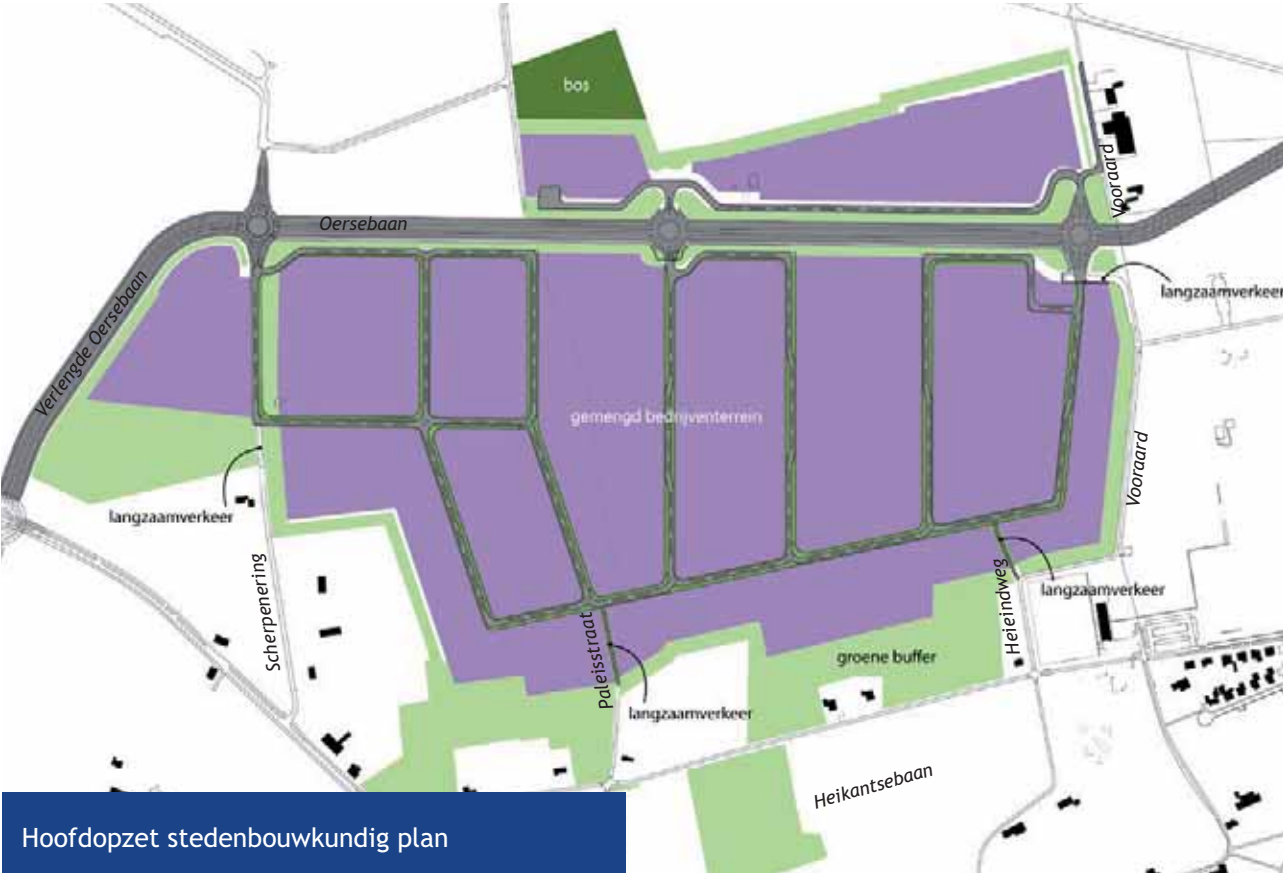 bos
Vooraard
Oersebaan
langzaamverkeer
Verlengde Oersebaan
gemengd bedrijventerrein
Vooraard
langzaamverkeer
Scherpenering
Heieindweg
langzaamverkeer
Paleisstraat
groene buffer
langzaamverkeer
Heikantsebaan
Hoofdopzet stedenbouwkundig plan